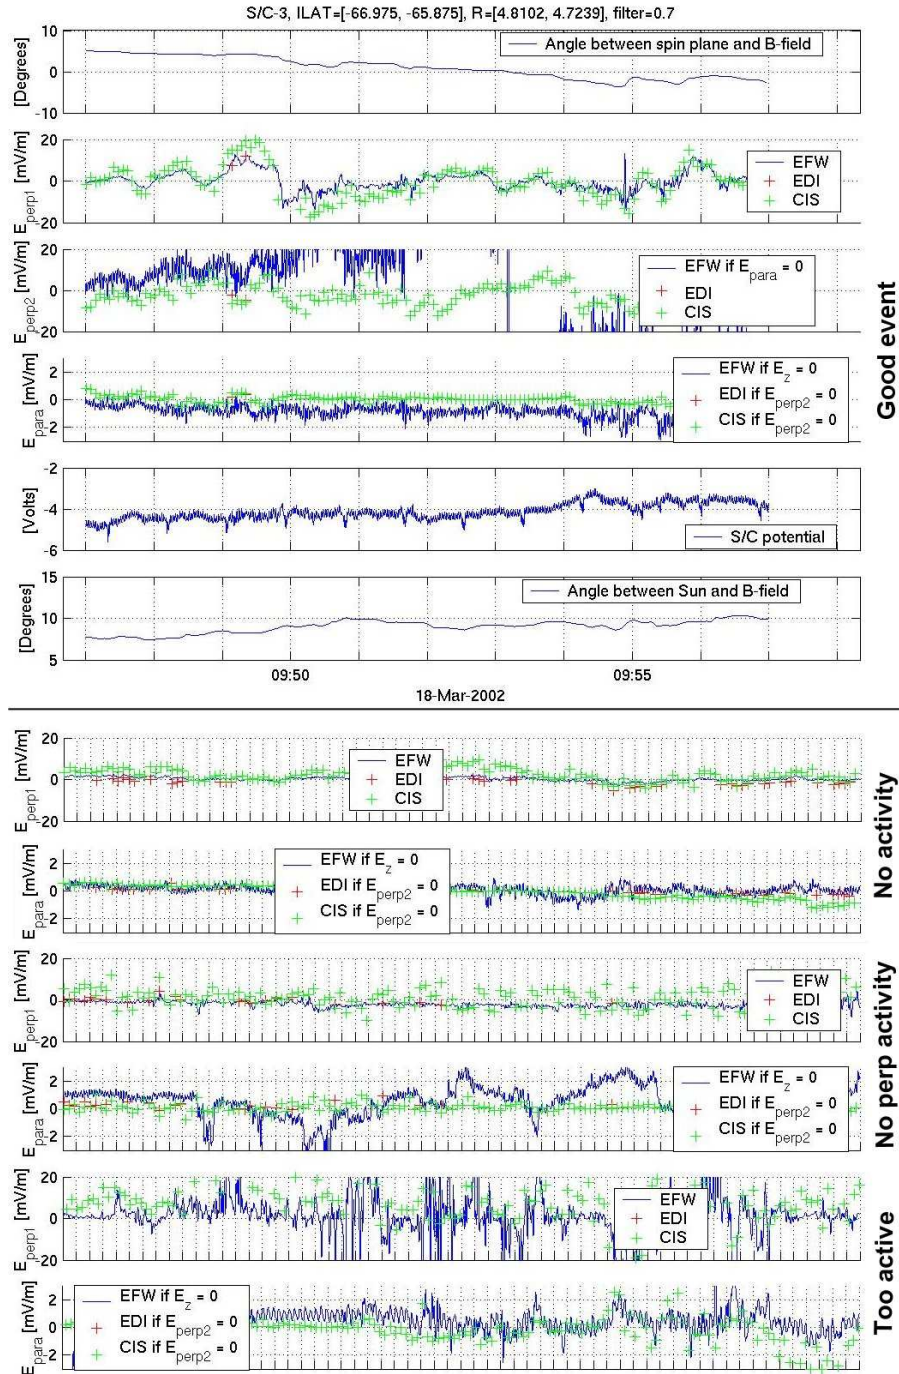 S/C-3, ILAT=[-66.975, -65.875], R=[4.8102, 4.7239], filter=0.7
[Degrees]
10
0
-10
Angle between spin plane and B-field
E_perp1 [mV/m]
20
0
-20
EFW
EDI
CIS
E_perp2 [mV/m]
20
0
20
EFW if E_para = 0
EDI
CIS
E_para [mV/m]
2
0
-2
EFW if E_z = 0
EDI if E_perp2 = 0
CIS if E_perp2 = 0
[Volts]
-2
-4
-6
S/C potential
[Degrees]
15
10
5
Angle between Sun and B-field
09:50
09:55
18-Mar-2002
Good event
E_perp1 [mV/m]
20
0
-20
EFW
EDI
CIS
E_para [mV/m]
2
0
-2
EFW if E_z = 0
EDI if E_perp2 = 0
CIS if E_perp2 = 0
No activity
E_perp1 [mV/m]
20
0
-20
EFW
EDI
CIS
E_para [mV/m]
2
0
-2
EFW if E_z = 0
EDI if E_perp2 = 0
CIS if E_perp2 = 0
No perp activity
E_perp1 [mV/m]
20
0
-20
EFW
EDI
CIS
E_para [mV/m]
2
0
-2
EFW if E_z = 0
EDI if E_perp2 = 0
CIS if E_perp2 = 0
Too active